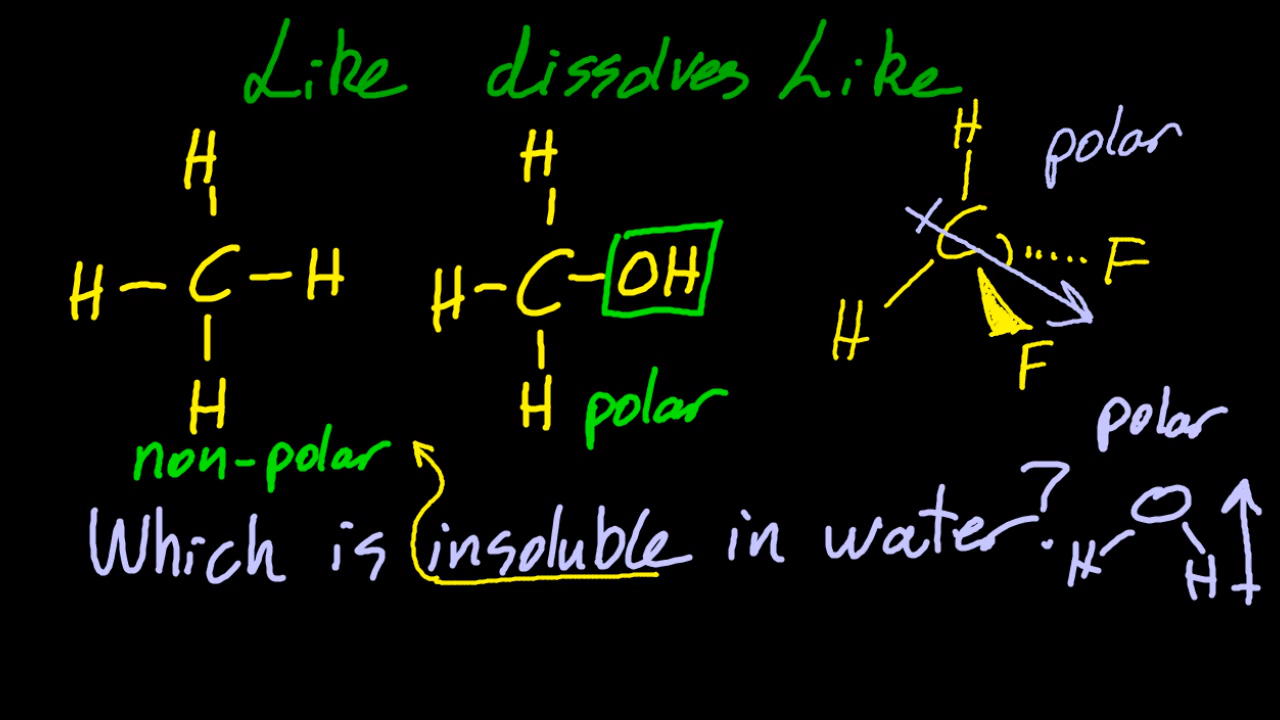 Like dissolves Like
H H H polar
H-C-H H-C-OH C F
H H H F
non-polar polar polar
Which is insoluble in water? H O H